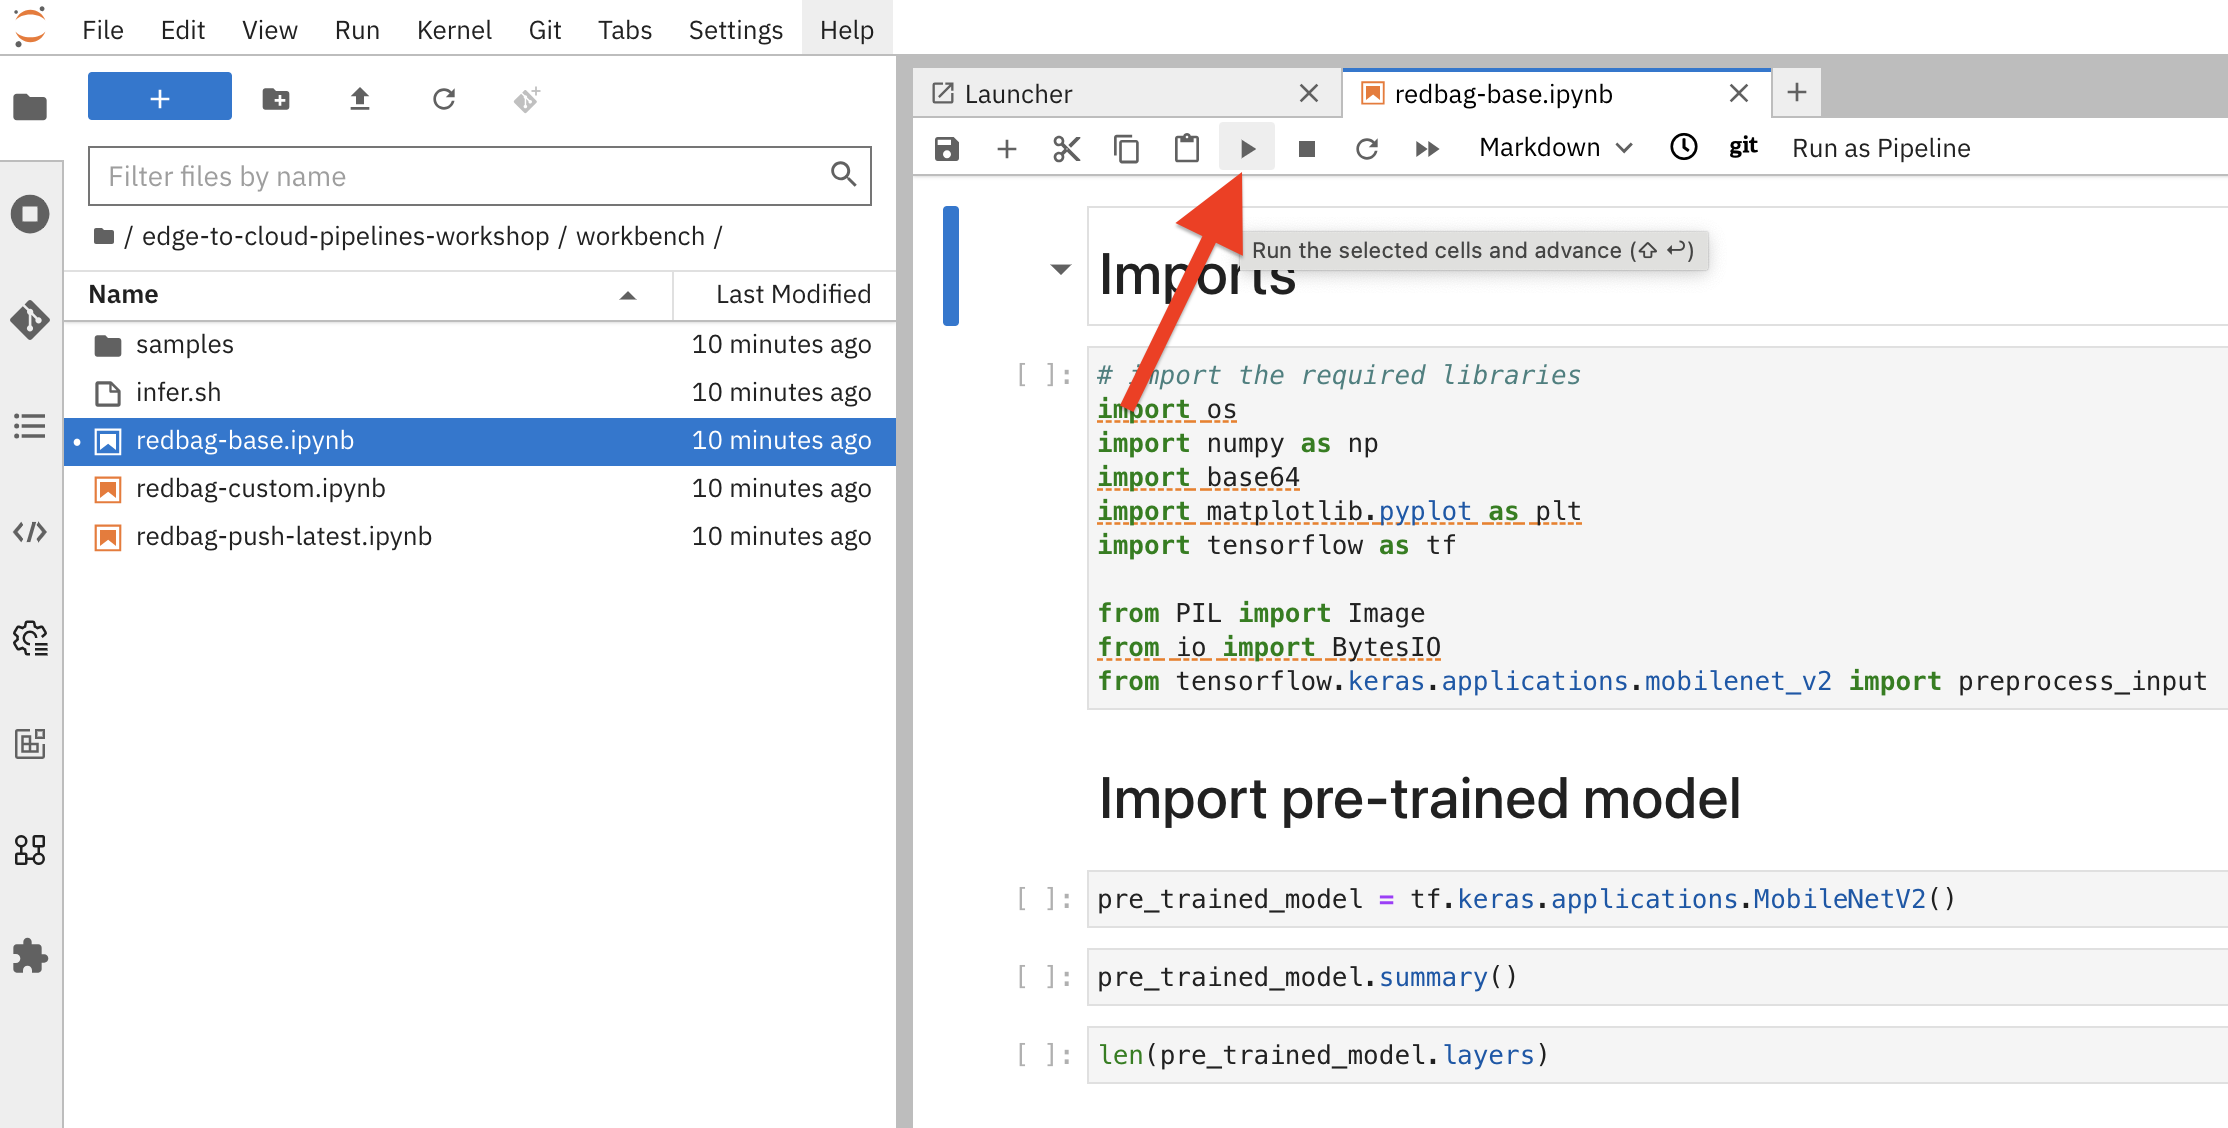 File Edit View Run Kernel Git Tabs Settings Help
Filter files by name
/ edge-to-cloud-pipelines-workshop / workbench /
Name Last Modified
samples 10 minutes ago
infer.sh 10 minutes ago
redbag-base.ipynb 10 minutes ago
redbag-custom.ipynb 10 minutes ago
redbag-push-latest.ipynb 10 minutes ago
Launcher redbag-base.ipynb
Markdown git Run as Pipeline
Run the selected cells and advance (⇧ ↩)
Imports
[ ]: # import the required libraries
import os
import numpy as np
import base64
import matplotlib.pyplot as plt
import tensorflow as tf
from PIL import Image
from io import BytesIO
from tensorflow.keras.applications.mobilenet_v2 import preprocess_input
Import pre-trained model
[ ]: pre_trained_model = tf.keras.applications.MobileNetV2()
[ ]: pre_trained_model.summary()
[ ]: len(pre_trained_model.layers)